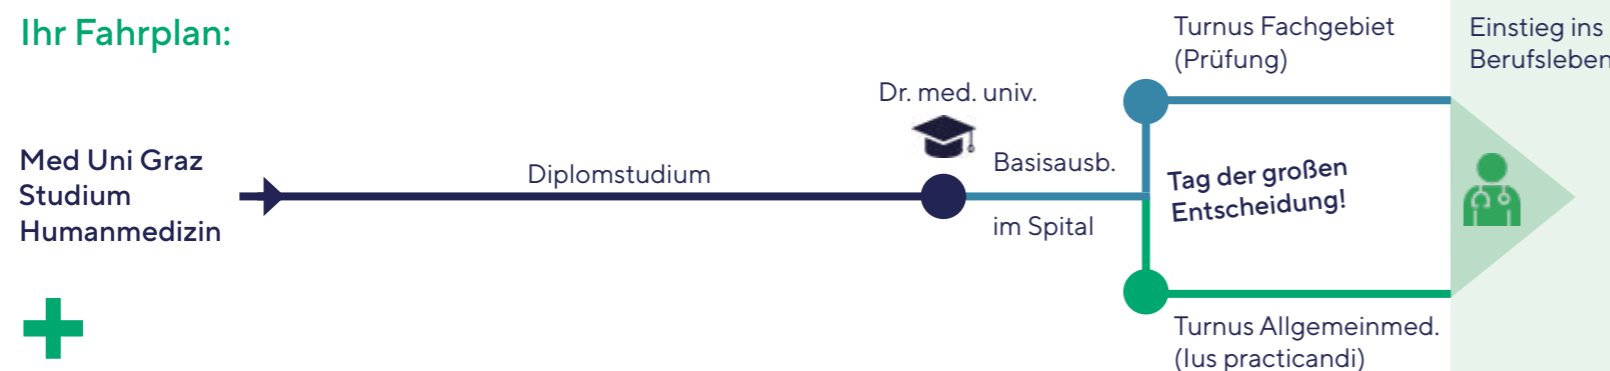 Ihr Fahrplan:
Med Uni Graz
Studium
Humanmedizin
Diplomstudium
Dr. med. univ.
Basisausb.
im Spital
Turnus Fachgebiet
(Prüfung)
Tag der großen
Entscheidung!
Turnus Allgemeinmed.
(Ius practicandi)
Einstieg ins
Berufsleben